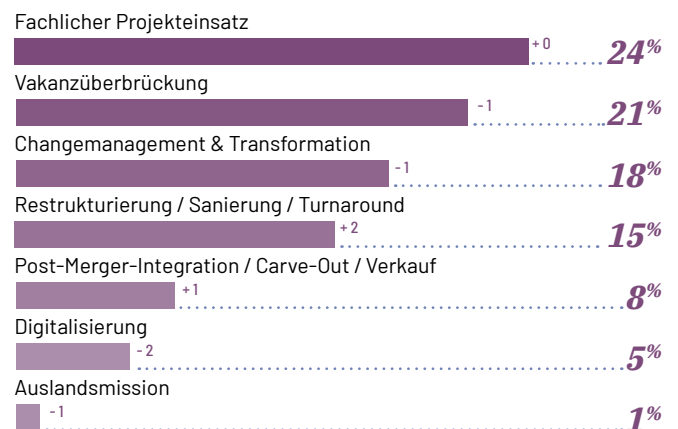 Fachlicher Projekteinsatz
+0 24%
Vakanzüberbrückung
-1 21%
Changemanagement & Transformation
-1 18%
Restrukturierung / Sanierung / Turnaround
+2 15%
Post-Merger-Integration / Carve-Out / Verkauf
+1 8%
Digitalisierung
-2 5%
Auslandsmission
-1 1%